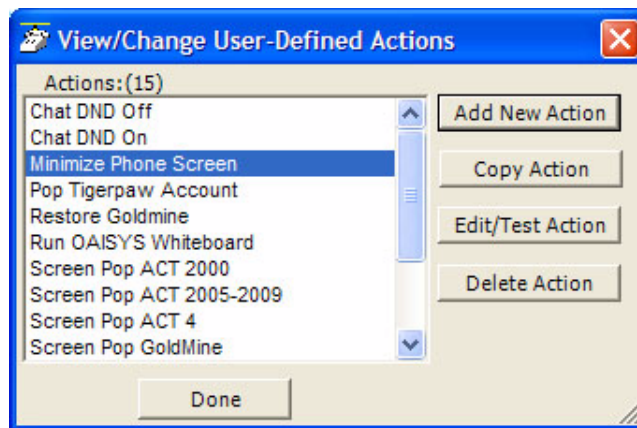 View/Change User-Defined Actions
Actions:(15)
Chat DND Off
Chat DND On
Minimize Phone Screen
Pop Tigerpaw Account
Restore Goldmine
Run OAISYS Whiteboard
Screen Pop ACT 2000
Screen Pop ACT 2005-2009
Screen Pop ACT 4
Screen Pop GoldMine
Add New Action
Copy Action
Edit/Test Action
Delete Action
Done